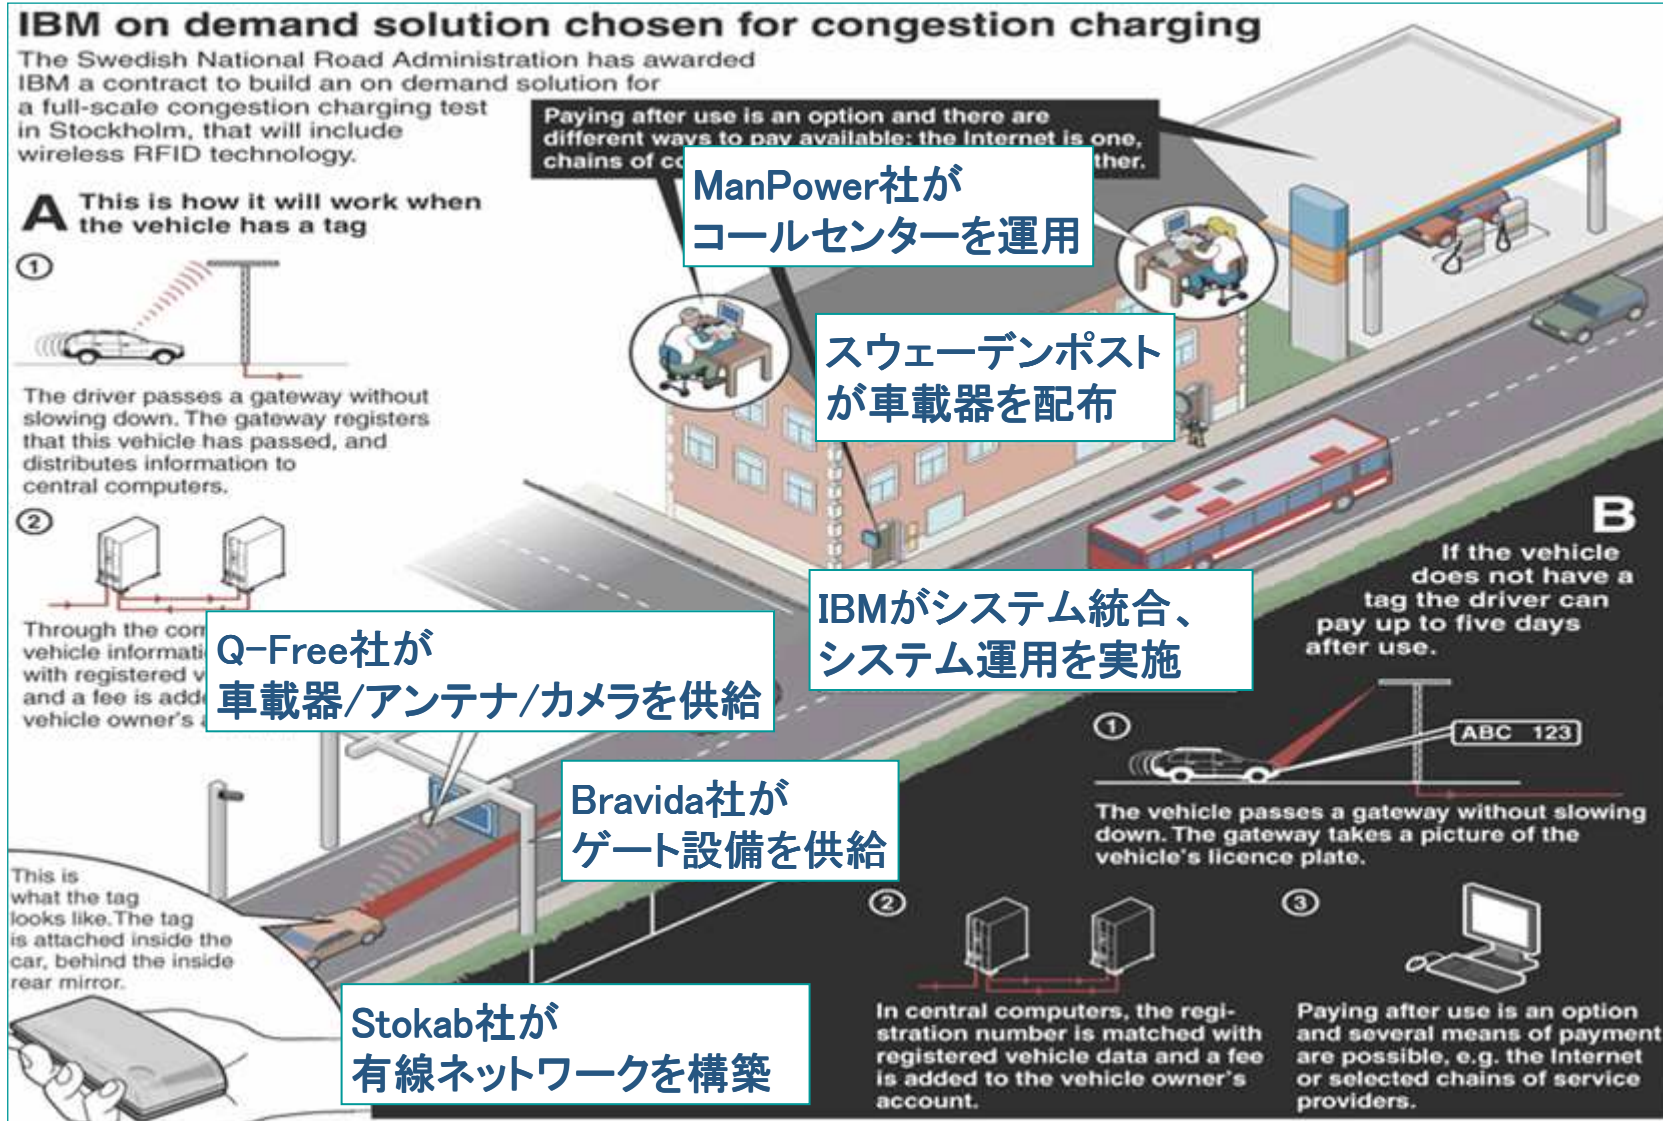 IBM on demand solution chosen for congestion charging
The Swedish National Road Administration has awarded
IBM a contract to build an on demand solution for
a full-scale congestion charging test
in Stockholm, that will include
wireless RFID technology.
Paying after use is an option and there are
different ways to pay available: the Internet is one,
chains of
ther.
ManPower社が
コールセンターを運用
A This is how it will work when
the vehicle has a tag
1
The driver passes a gateway without
slowing down. The gateway registers
that this vehicle has passed, and
distributes information to
central computers.
スウェーデンポスト
が車載器を配布
2
Through the
vehicle
with registered
and a fee is
vehicle owner's
Q-Free社が
車載器/アンテナ/カメラを供給
IBMがシステム統合、
システム運用を実施
Bravida社が
ゲート設備を供給
This is
what the tag
looks like. The tag
is attached inside the
car, behind the inside
rear mirror.
Stokab社が
有線ネットワークを構築
B
If the vehicle
does not have a
tag the driver can
pay up to five days
after use.
1
ABC 123
The vehicle passes a gateway without slowing
down. The gateway takes a picture of the
vehicle's licence plate.
2
In central computers, the regi-
stration number is matched with
registered vehicle data and a fee
is added to the vehicle owner's
account.
3
Paying after use is an option
and several means of payment
are possible, e.g. the Internet
or selected chains of service
providers.